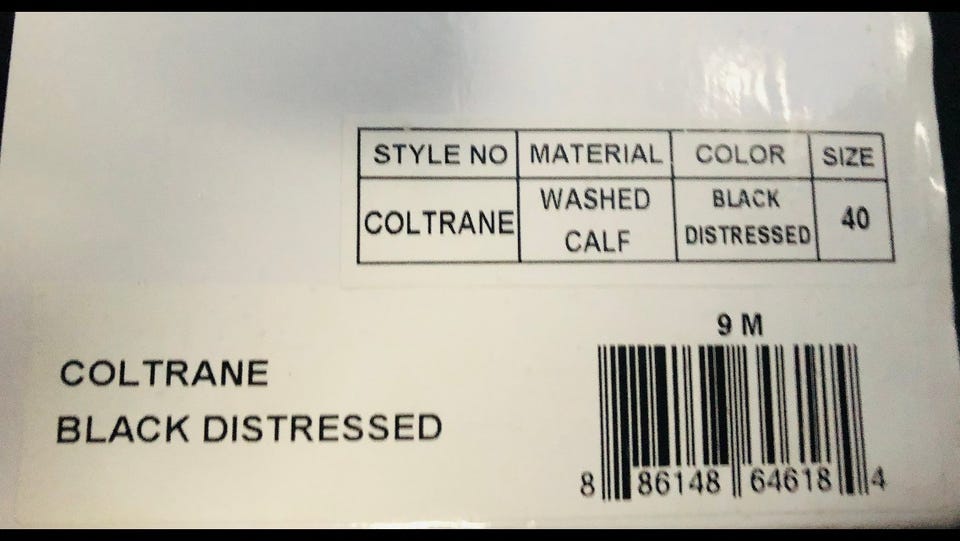 STYLE NO MATERIAL COLOR SIZE
COLTRANE WASHED CALF BLACK DISTRESSED 40
9 M
COLTRANE
BLACK DISTRESSED
8 86148 64618 4